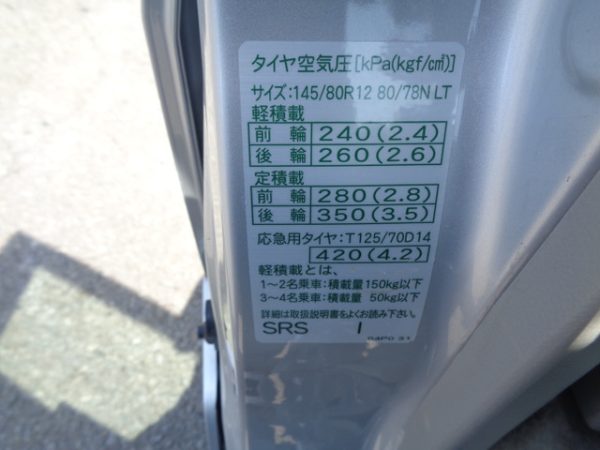 タイヤ空気圧[kPa(kgf/c㎡)]
サイズ:145/80R12 80/78N LT
軽積載
前輪 240(2.4)
後輪 260(2.6)
定積載
前輪 280(2.8)
後輪 350(3.5)
応急用タイヤ:T125/70D14
420(4.2)
軽積載とは、
1～2名乗車:積載量150kg以下
3～4名乗車:積載量 50kg以下
詳細は取扱説明書をよくお読み下さい。
SRS I